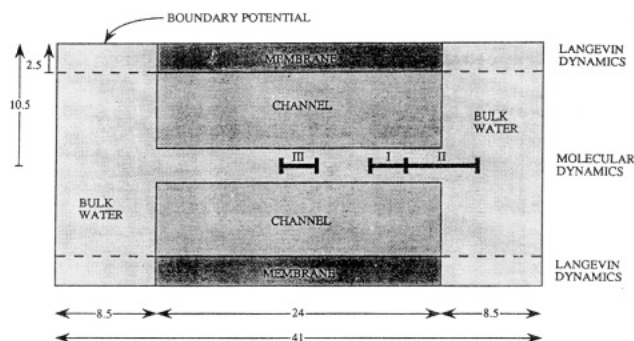 BOUNDARY POTENTIAL
MEMBRANE
LANGEVIN
DYNAMICS
2.5
10.5
CHANNEL
BULK
WATER
III
I
II
MOLECULAR
DYNAMICS
BULK
WATER
CHANNEL
MEMBRANE
LANGEVIN
DYNAMICS
8.5
24
8.5
41